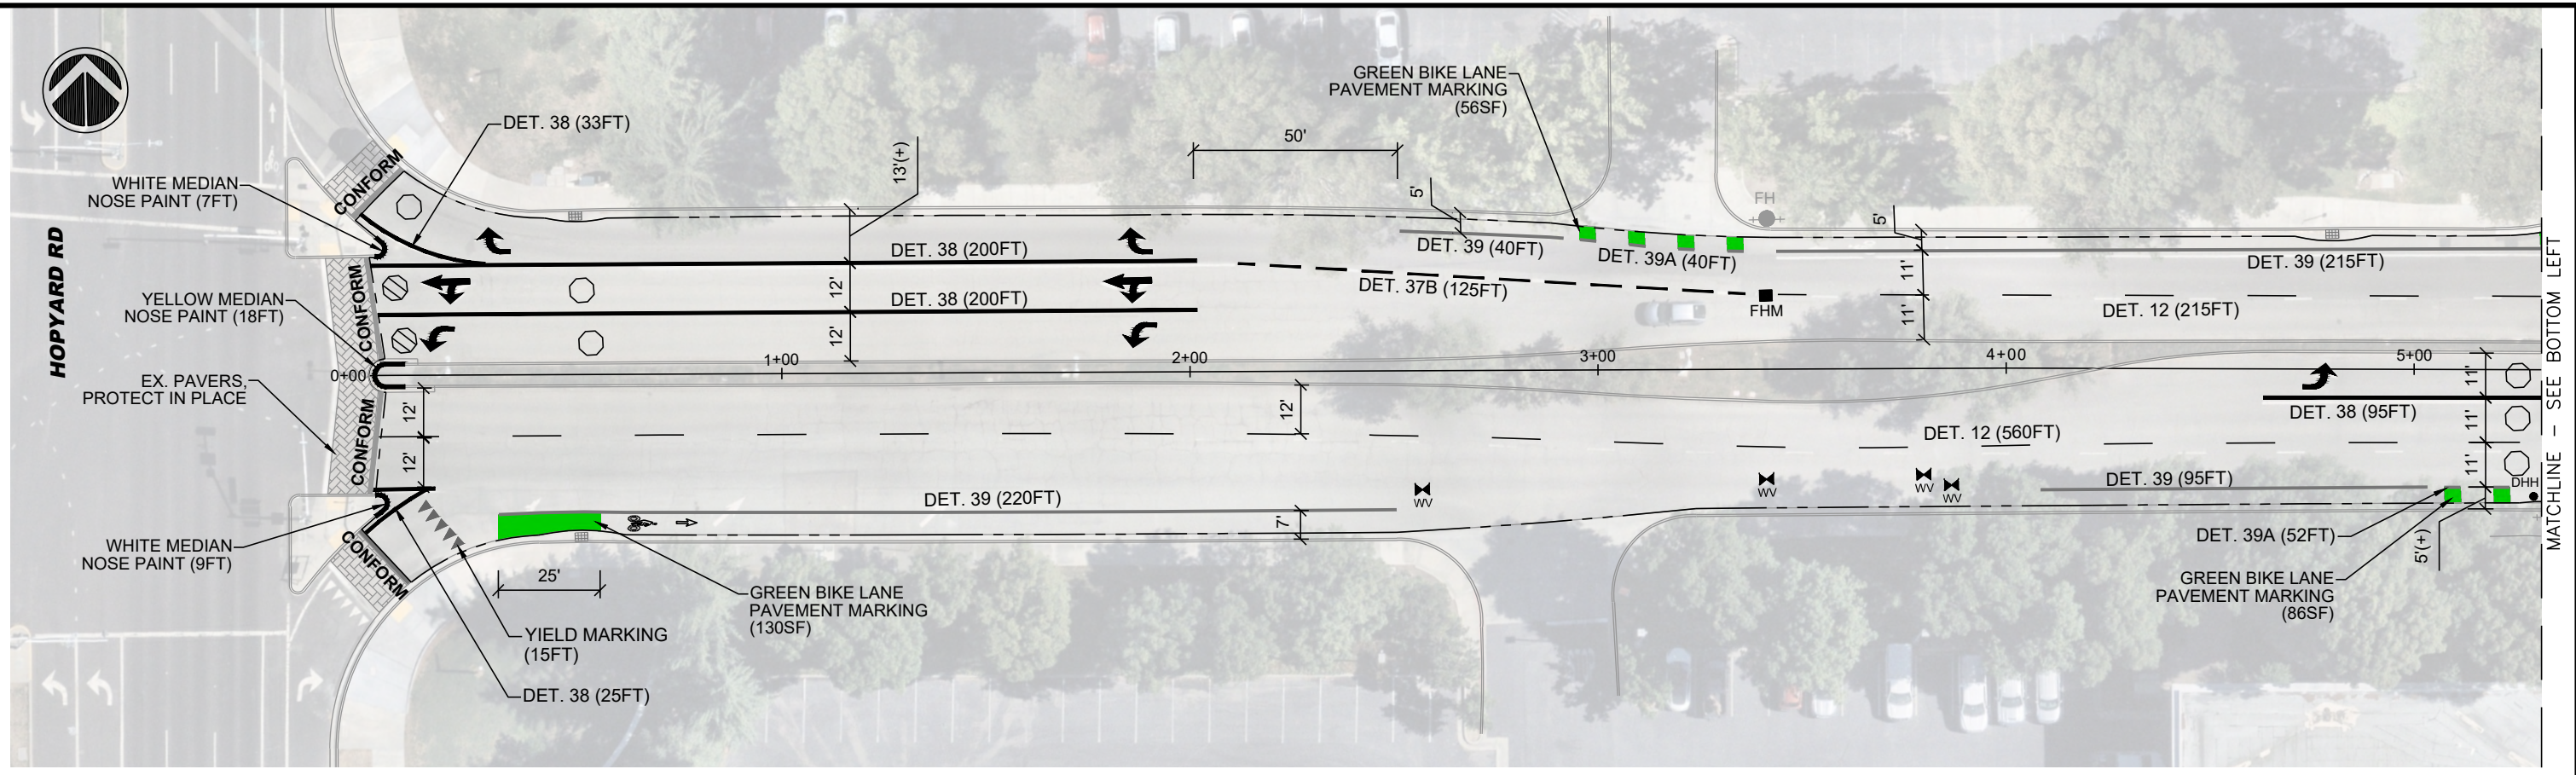 GREEN BIKE LANE
PAVEMENT MARKING
(56SF)
DET. 38 (33FT)
50'
13'(+)
CONFORM
WHITE MEDIAN
NOSE PAINT (7FT)
5'
FH
5'
HOPYARD RD
DET. 38 (200FT)
DET. 39 (40FT)
DET. 39A (40FT)
DET. 39 (215FT)
11'
12'
DET. 37B (125FT)
CONFORM
YELLOW MEDIAN
NOSE PAINT (18FT)
DET. 38 (200FT)
FHM
DET. 12 (215FT)
11'
12'
0+00
1+00
2+00
3+00
4+00
5+00
11'
EX. PAVERS,
PROTECT IN PLACE
12'
12'
DET. 38 (95FT)
11'
CONFORM
DET. 12 (560FT)
12'
11'
WV
WV
WV
WV
DET. 39 (95FT)
DHH
DET. 39 (220FT)
7'
WHITE MEDIAN
NOSE PAINT (9FT)
CONFORM
DET. 39A (52FT)
5'(+)
25'
GREEN BIKE LANE
PAVEMENT MARKING
(130SF)
GREEN BIKE LANE
PAVEMENT MARKING
(86SF)
YIELD MARKING
(15FT)
DET. 38 (25FT)
MATCHLINE - SEE BOTTOM LEFT